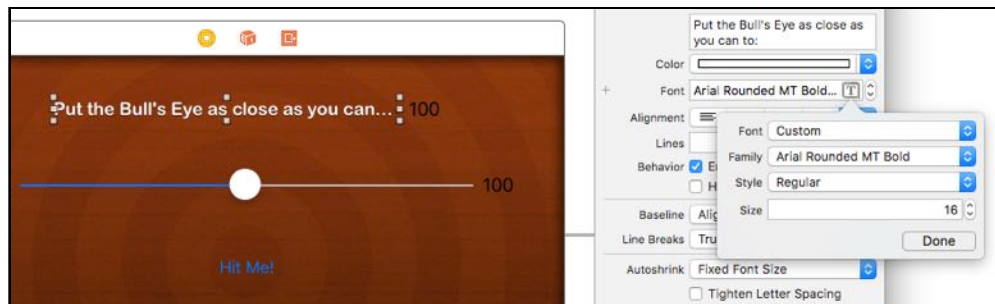 Put the Bull's Eye as close as you can... 100
100
Hit Me!
Put the Bull's Eye as close as
you can to:
Color
Font Arial Rounded MT Bold... T
Alignment
Lines
Behavior
Baseline
Line Breaks
Autoshrink Fixed Font Size
Tighten Letter Spacing
Font Custom
Family Arial Rounded MT Bold
Style Regular
Size 16
Done